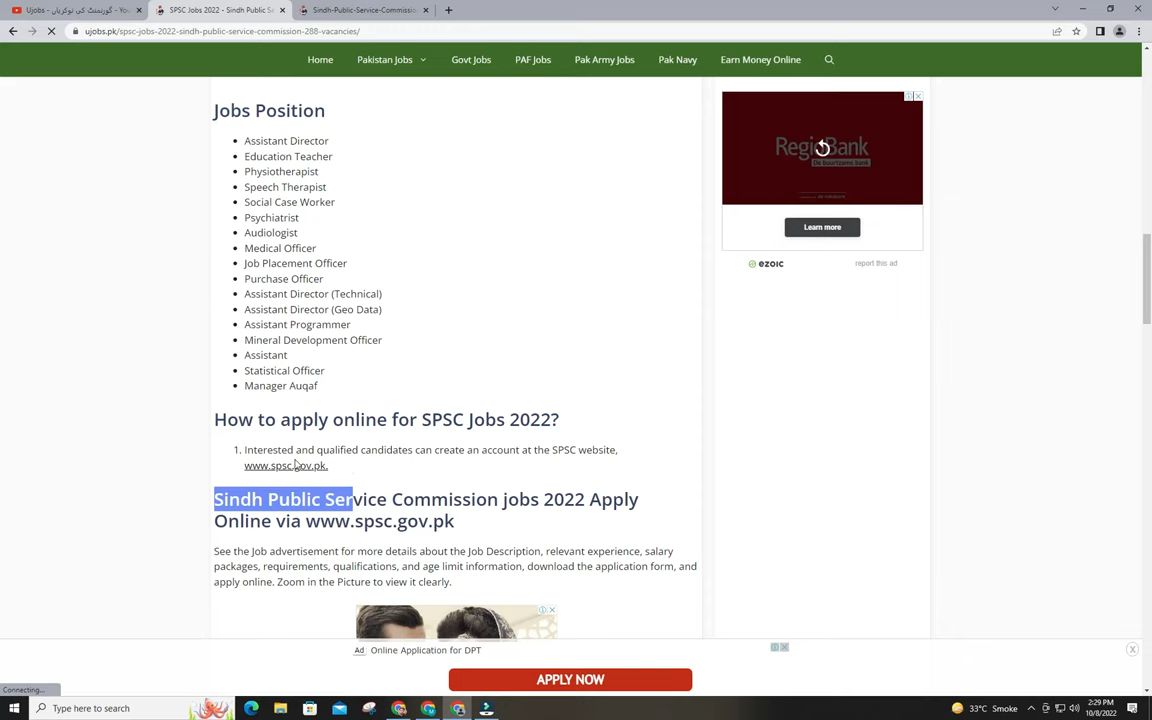 Ujobs - گورنمنٹ کی نوکریاں - You
SPSC Jobs 2022 - Sindh Public Se
Sindh-Public-Service-Commissio
ujobs.pk/spsc-jobs-2022-sindh-public-service-commission-288-vacancies/
Home
Pakistan Jobs
Govt Jobs
PAF Jobs
Pak Army Jobs
Pak Navy
Earn Money Online
Jobs Position
Assistant Director
Education Teacher
Physiotherapist
Speech Therapist
Social Case Worker
Psychiatrist
Audiologist
Medical Officer
Job Placement Officer
Purchase Officer
Assistant Director (Technical)
Assistant Director (Geo Data)
Assistant Programmer
Mineral Development Officer
Assistant
Statistical Officer
Manager Auqaf
How to apply online for SPSC Jobs 2022?
1. Interested and qualified candidates can create an account at the SPSC website,
www.spsc.gov.pk.
Sindh Public Service Commission jobs 2022 Apply
Online via www.spsc.gov.pk
See the Job advertisement for more details about the Job Description, relevant experience, salary
packages, requirements, qualifications, and age limit information, download the application form, and
apply online. Zoom in the Picture to view it clearly.
RegioBank
De buurtzame bank
Learn more
ezoic
report this ad
Ad Online Application for DPT
APPLY NOW
Connecting...
Type here to search
33°C Smoke
2:29 PM
10/8/2022